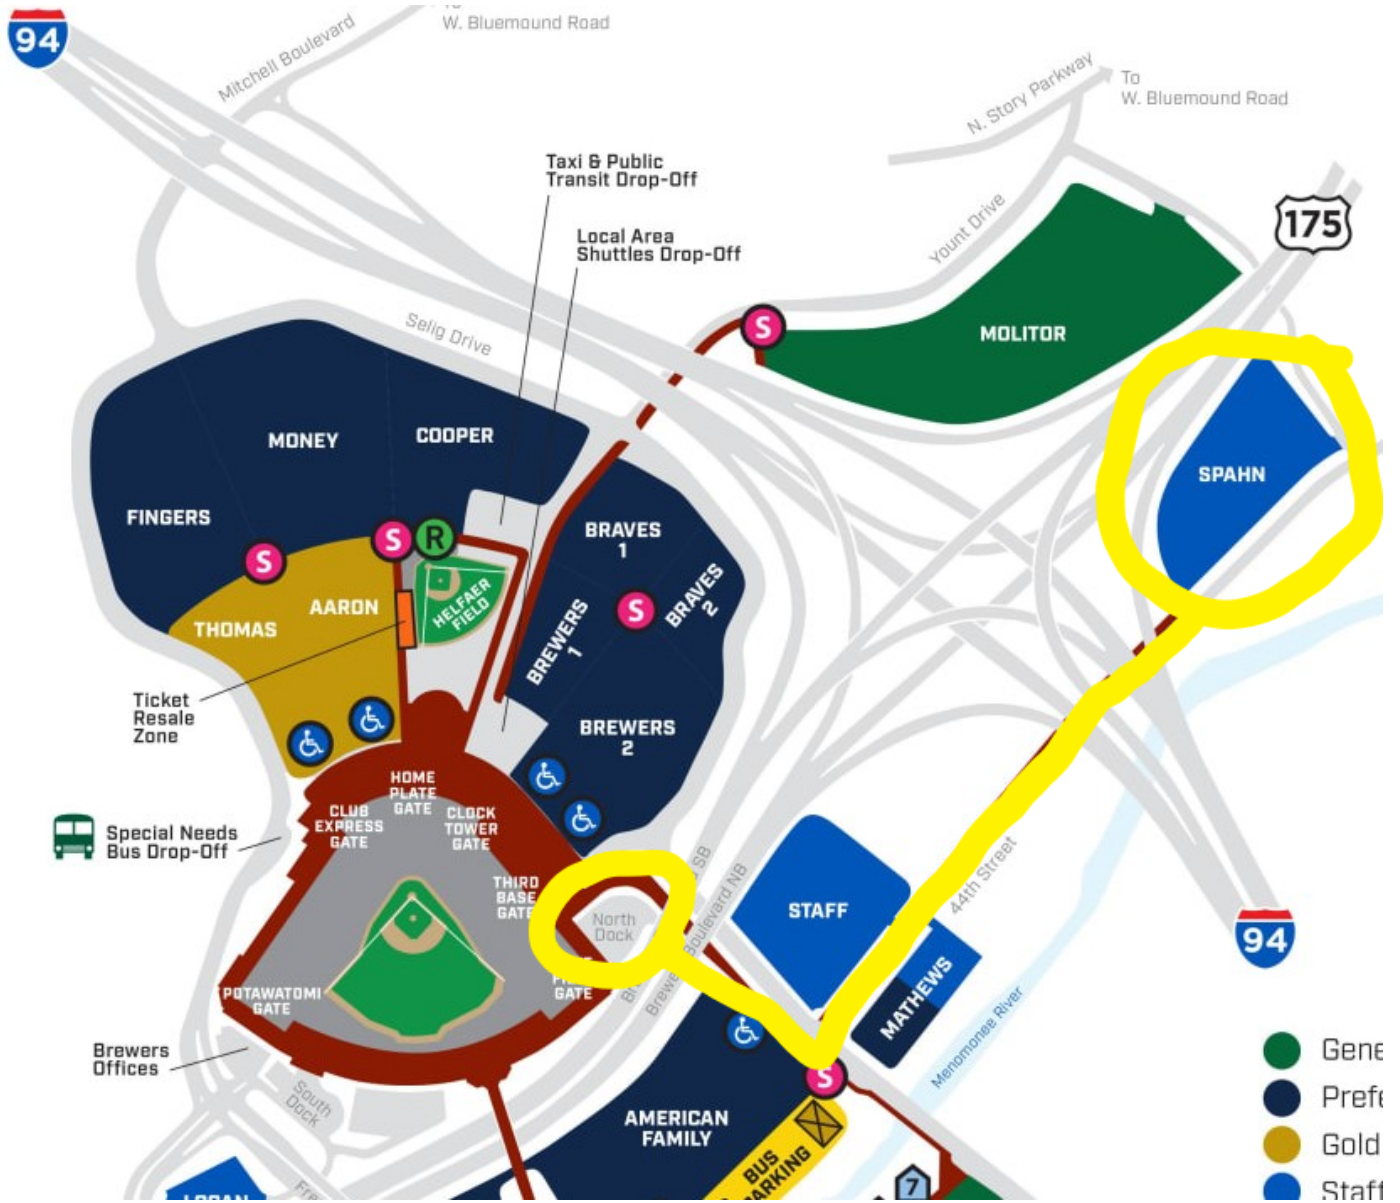 94
Mitchell Boulevard
To
W. Bluemound Road
N. Story Parkway
To
W. Bluemound Road
175
Taxi & Public
Transit Drop-Off
Local Area
Shuttles Drop-Off
Yount Drive
Selig Drive
S
MOLITOR
MONEY
COOPER
FINGERS
SPAHN
S
S
R
BRAVES
1
BRAVES
2
S
BREWERS
1
HELFAER
FIELD
AARON
THOMAS
Ticket
Resale
Zone
BREWERS
2
HOME
PLATE
GATE
CLUB
EXPRESS
GATE
CLOCK
TOWER
GATE
Special Needs
Bus Drop-Off
THIRD
BASE
GATE
North
Dock
SB
Brewers Boulevard NB
44th Street
STAFF
94
MATHEWS
GATE
POTAWATOMI
GATE
Menomonee River
Brewers
Offices
South
Dock
S
AMERICAN
FAMILY
BUS
7
Gold